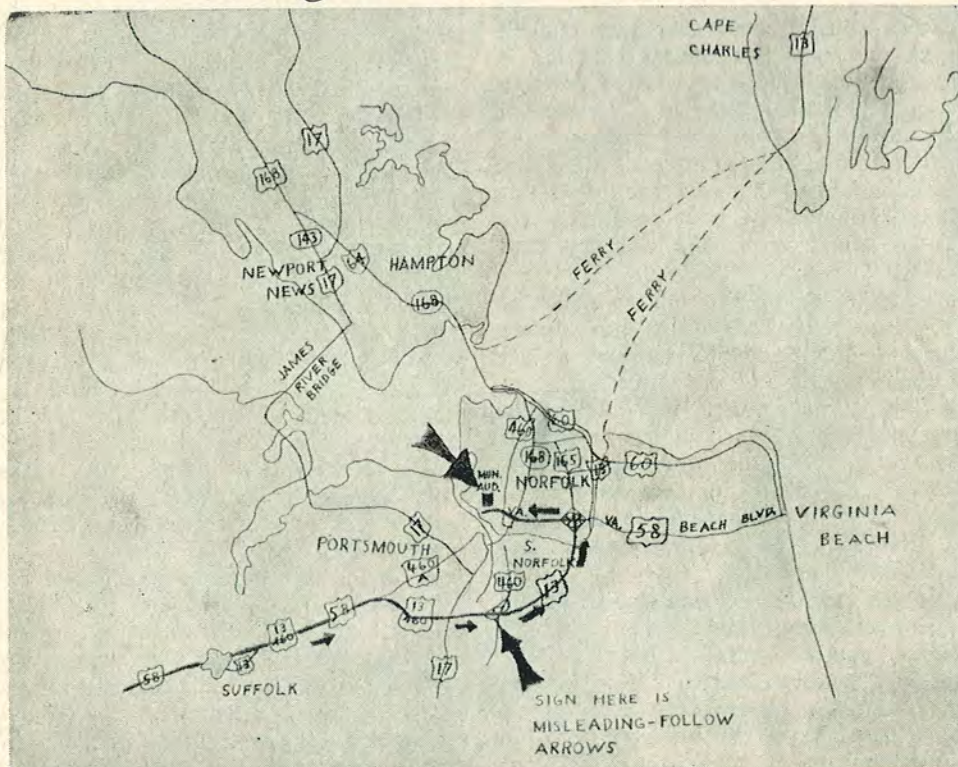 CAPE
CHARLES
13
17
168
143
64
NEWPORT
NEWS
17
HAMPTON
168
FERRY
FERRY
JAMES
RIVER
BRIDGE
460
60
168
165
13
60
MUN.
AUD.
NORFOLK
VA.
VA.
58
BEACH BLVD.
VIRGINIA
BEACH
17
PORTSMOUTH
S.
NORFOLK
460
A
460
13
58
13
460
13
460
58
SUFFOLK
17
SIGN HERE IS
MISLEADING-FOLLOW
ARROWS